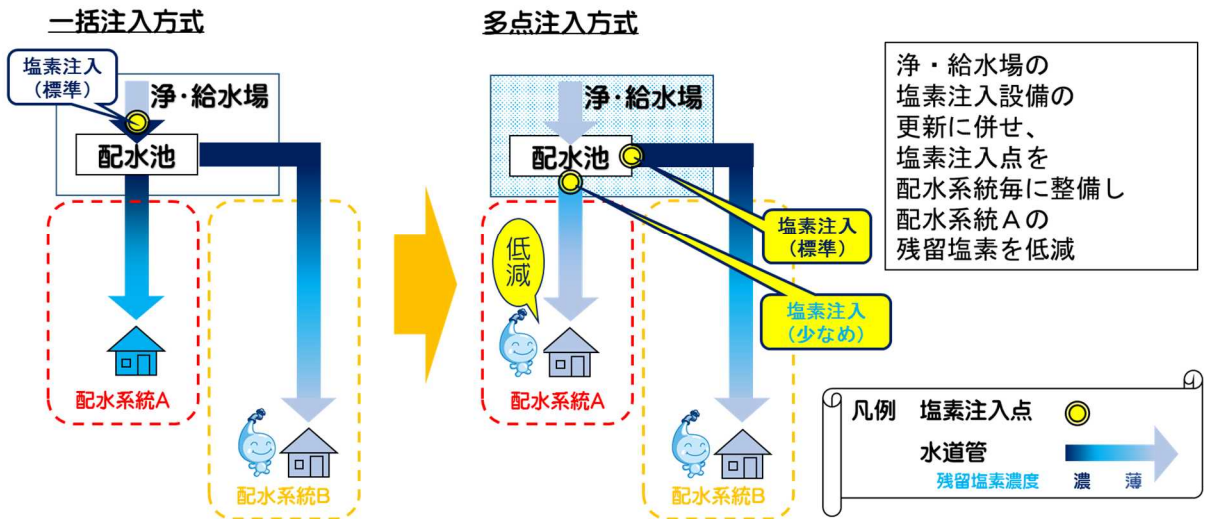 一括注入方式
塩素注入
(標準)
浄・給水場
配水池
配水系統A
配水系統B
多点注入方式
浄・給水場
配水池
塩素注入
(標準)
低減
塩素注入
(少なめ)
配水系統A
配水系統B
浄・給水場の
塩素注入設備の
更新に併せ、
塩素注入点を
配水系統毎に整備し
配水系統Aの
残留塩素を低減
凡例 塩素注入点
水道管
残留塩素濃度 濃 薄